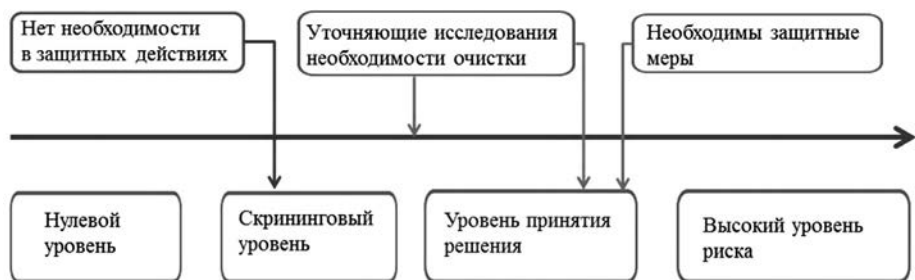 Нет необходимости
в защитных действиях
Уточняющие исследования
необходимости очистки
Необходимы защитные
меры
Нулевой
уровень
Скрининговый
уровень
Уровень принятия
решения
Высокий уровень
риска